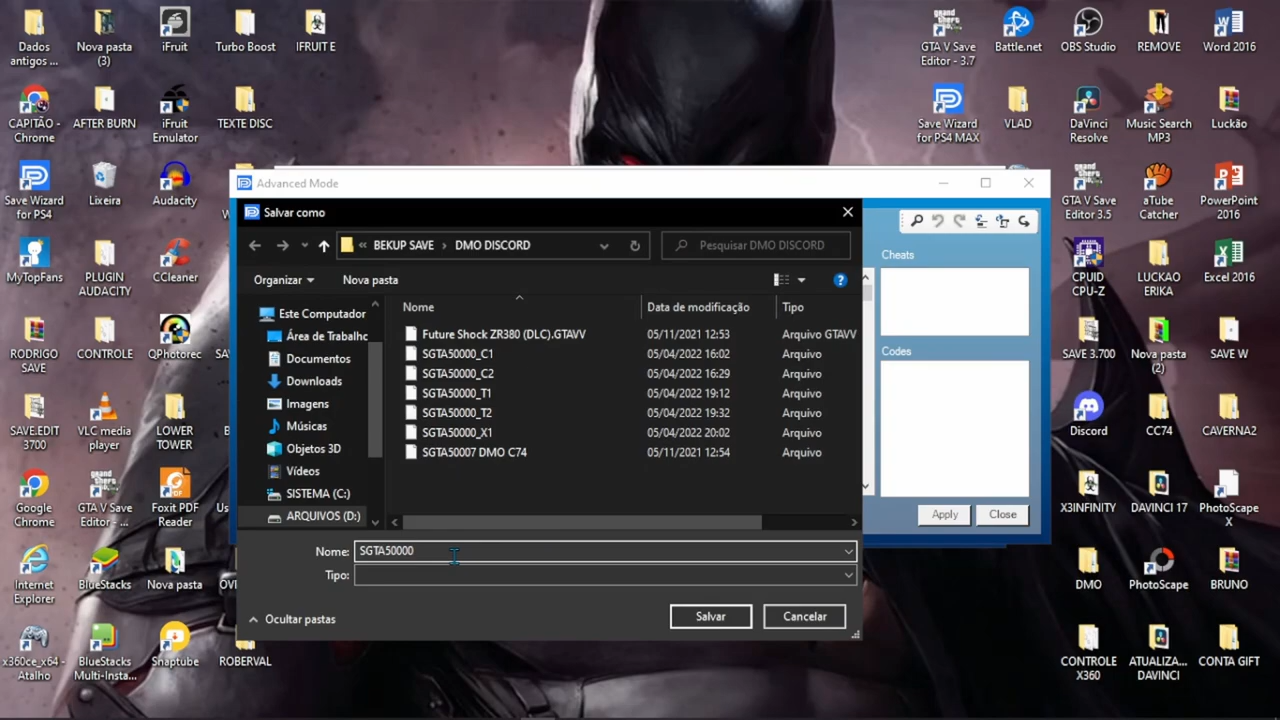 Dados
antigos ...
Nova pasta
(3)
iFruit
Turbo Boost
IFRUIT E
GTA V Save
Editor - 3.7
Battle.net
OBS Studio
REMOVE
Word 2016
CAPITÃO -
Chrome
AFTER BURN
iFruit
Emulator
TEXTE DISC
Save Wizard
for PS4 MAX
VLAD
DaVinci
Resolve
Music Search
MP3
Luckão
Save Wizard
for PS4
Lixeira
Audacity
GTA V Save
Editor 3.5
aTube
Catcher
PowerPoint
2016
MyTopFans
PLUGIN
AUDACITY
CCleaner
CPUID
CPU-Z
LUCKAO
ERIKA
Excel 2016
RODRIGO
SAVE
CONTROLE
QPhotorec
SAVE 3.700
Nova pasta
(2)
SAVE W
SAVE.EDIT
3700
VLC media
player
LOWER
TOWER
Discord
CC74
CAVERNA2
Google
Chrome
GTA V Save
Editor - ...
Foxit PDF
Reader
X3INFINITY
DAVINCI 17
PhotoScape
X
Internet
Explorer
BlueStacks
Nova pasta
DMO
PhotoScape
BRUNO
x360ce_x64 -
Atalho
BlueStacks
Multi-Insta...
Snaptube
ROBERVAL
CONTROLE
X360
ATUALIZA...
DAVINCI
CONTA GIFT
Advanced Mode
Salvar como
« BEKUP SAVE › DMO DISCORD
Pesquisar DMO DISCORD
Organizar
Nova pasta
Este Computador
Área de Trabalho
Documentos
Downloads
Imagens
Músicas
Objetos 3D
Vídeos
SISTEMA (C:)
ARQUIVOS (D:)
Nome Data de modificação Tipo
Future Shock ZR380 (DLC).GTAVV 05/11/2021 12:53 Arquivo GTAVV
SGTA50000_C1 05/04/2022 16:02 Arquivo
SGTA50000_C2 05/04/2022 16:29 Arquivo
SGTA50000_T1 05/04/2022 19:12 Arquivo
SGTA50000_T2 05/04/2022 19:32 Arquivo
SGTA50000_X1 05/04/2022 20:02 Arquivo
SGTA50007 DMO C74 05/11/2021 12:54 Arquivo
Nome: SGTA50000
Tipo:
Ocultar pastas
Salvar
Cancelar
Cheats
Codes
Apply
Close